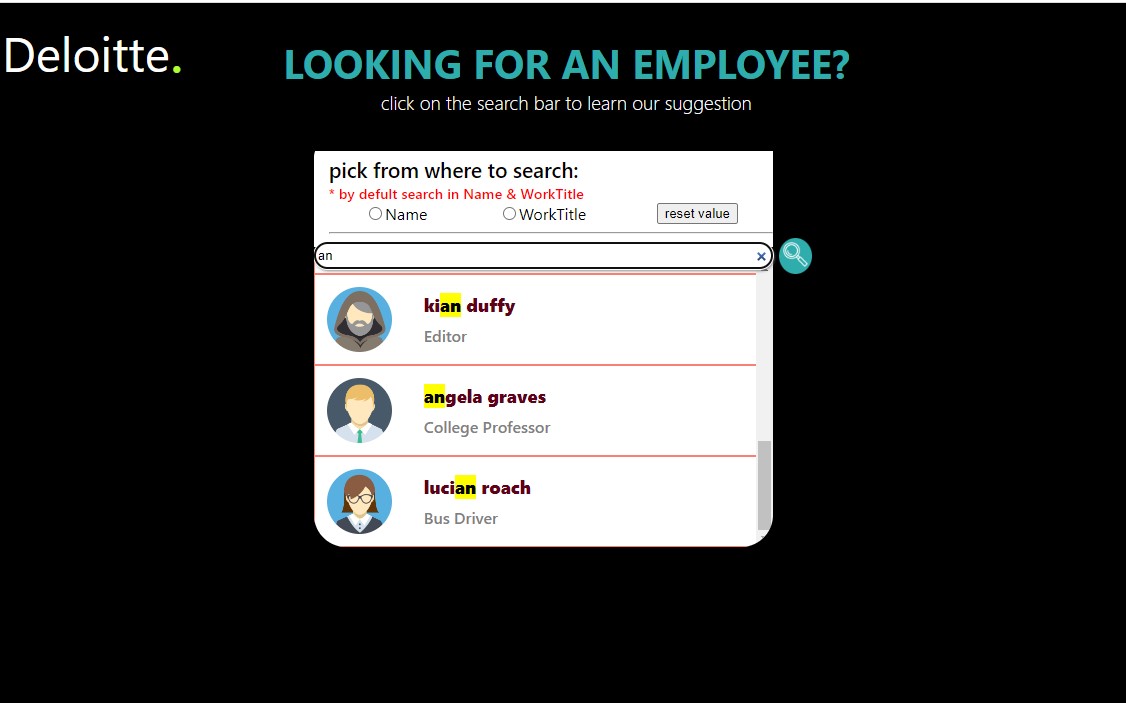 Deloitte.
LOOKING FOR AN EMPLOYEE?
click on the search bar to learn our suggestion
pick from where to search:
* by defult search in Name & WorkTitle
Name WorkTitle reset value
an
kian duffy
Editor
angela graves
College Professor
lucian roach
Bus Driver